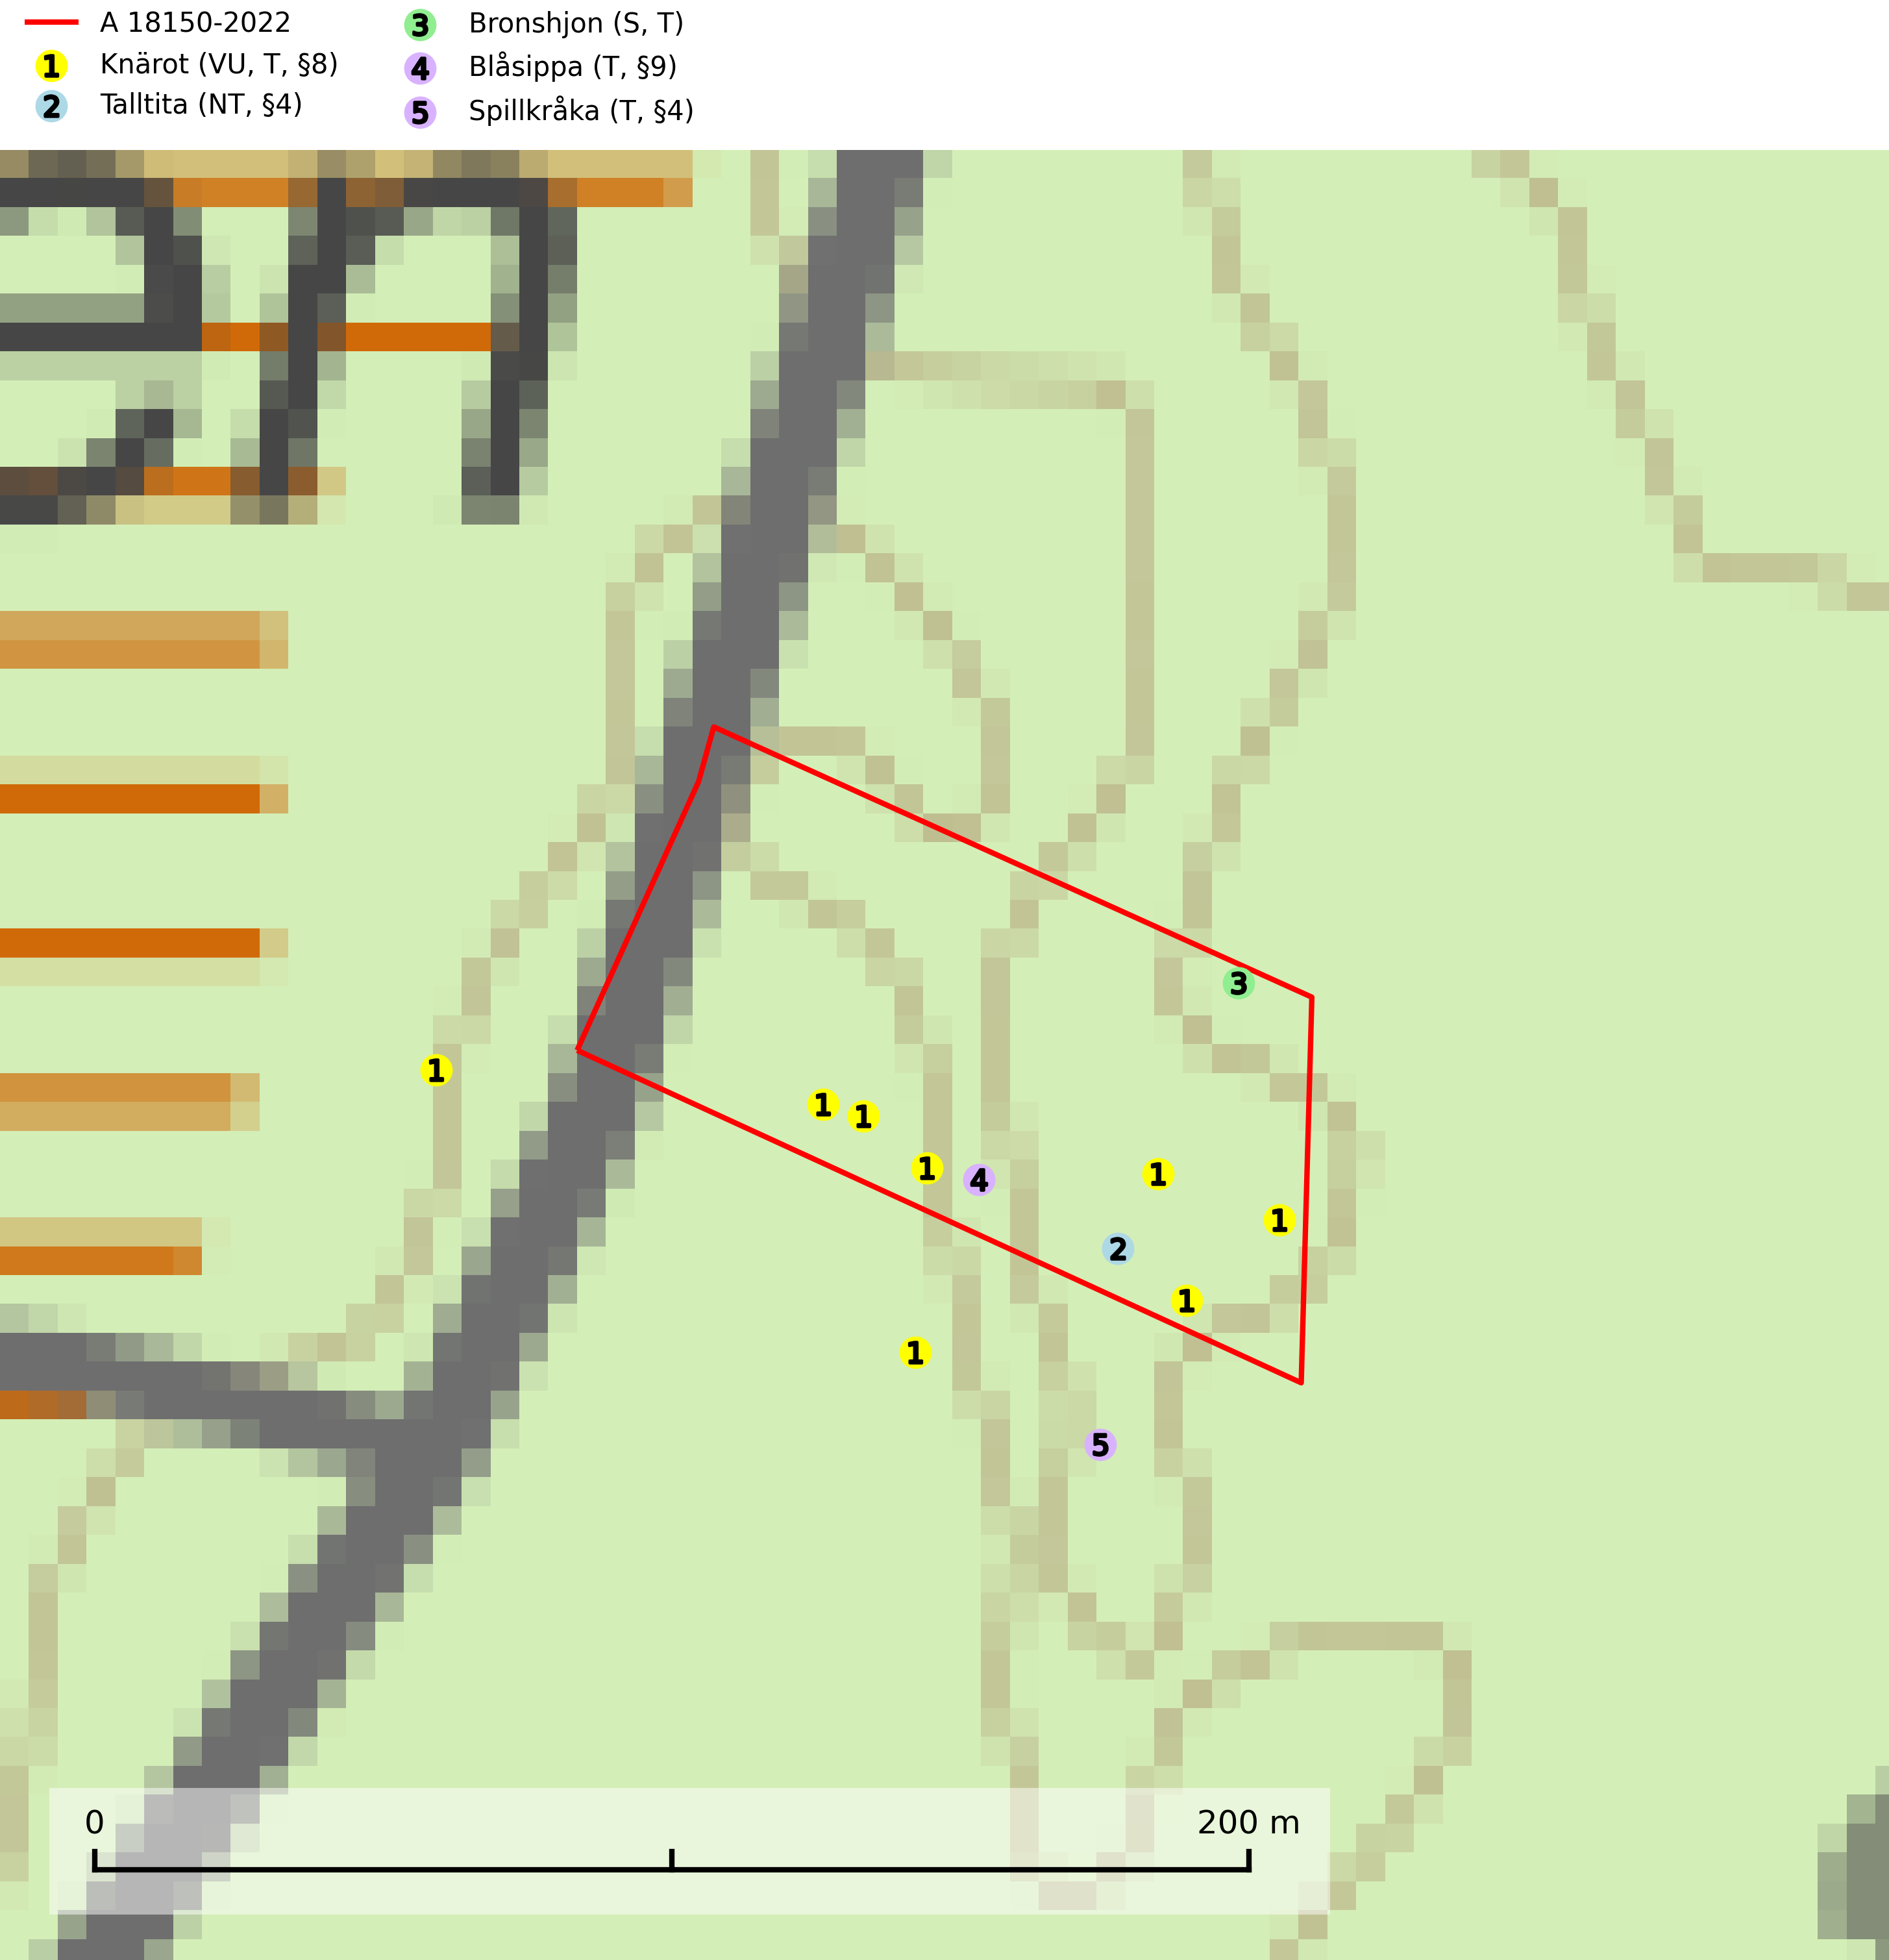 A 18150-2022
1 Knärot (VU, T, §8)
2 Talltita (NT, §4)
3 Bronshjon (S, T)
4 Blåsippa (T, §9)
5 Spillkråka (T, §4)
3
1
1 1
1 4 1
1
2
1
1
5
0 200 m